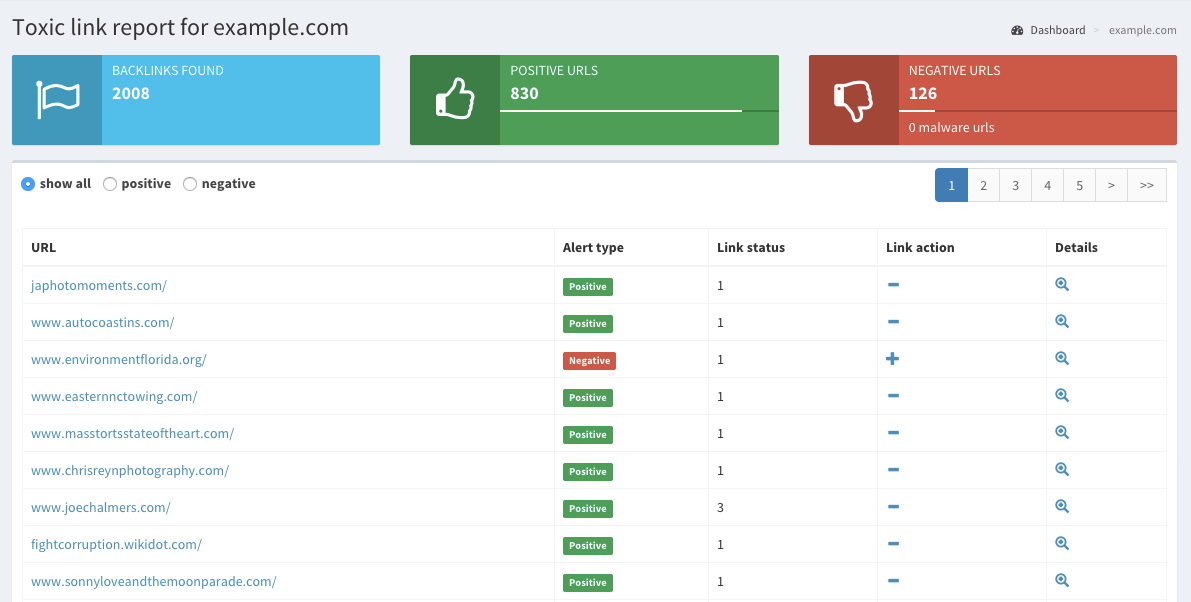 Toxic link report for example.com
Dashboard > example.com
BACKLINKS FOUND
2008
POSITIVE URLS
830
NEGATIVE URLS
126
0 malware urls
show all positive negative
1 2 3 4 5 > >>
URL Alert type Link status Link action Details
japhotomoments.com/ Positive 1
www.autocoastins.com/ Positive 1
www.environmentflorida.org/ Negative 1
www.easternnctowing.com/ Positive 1
www.masstortsstateoftheart.com/ Positive 1
www.chrisreynphotography.com/ Positive 1
www.joechalmers.com/ Positive 3
fightcorruption.wikidot.com/ Positive 1
www.sonnyloveandthemoonparade.com/ Positive 1